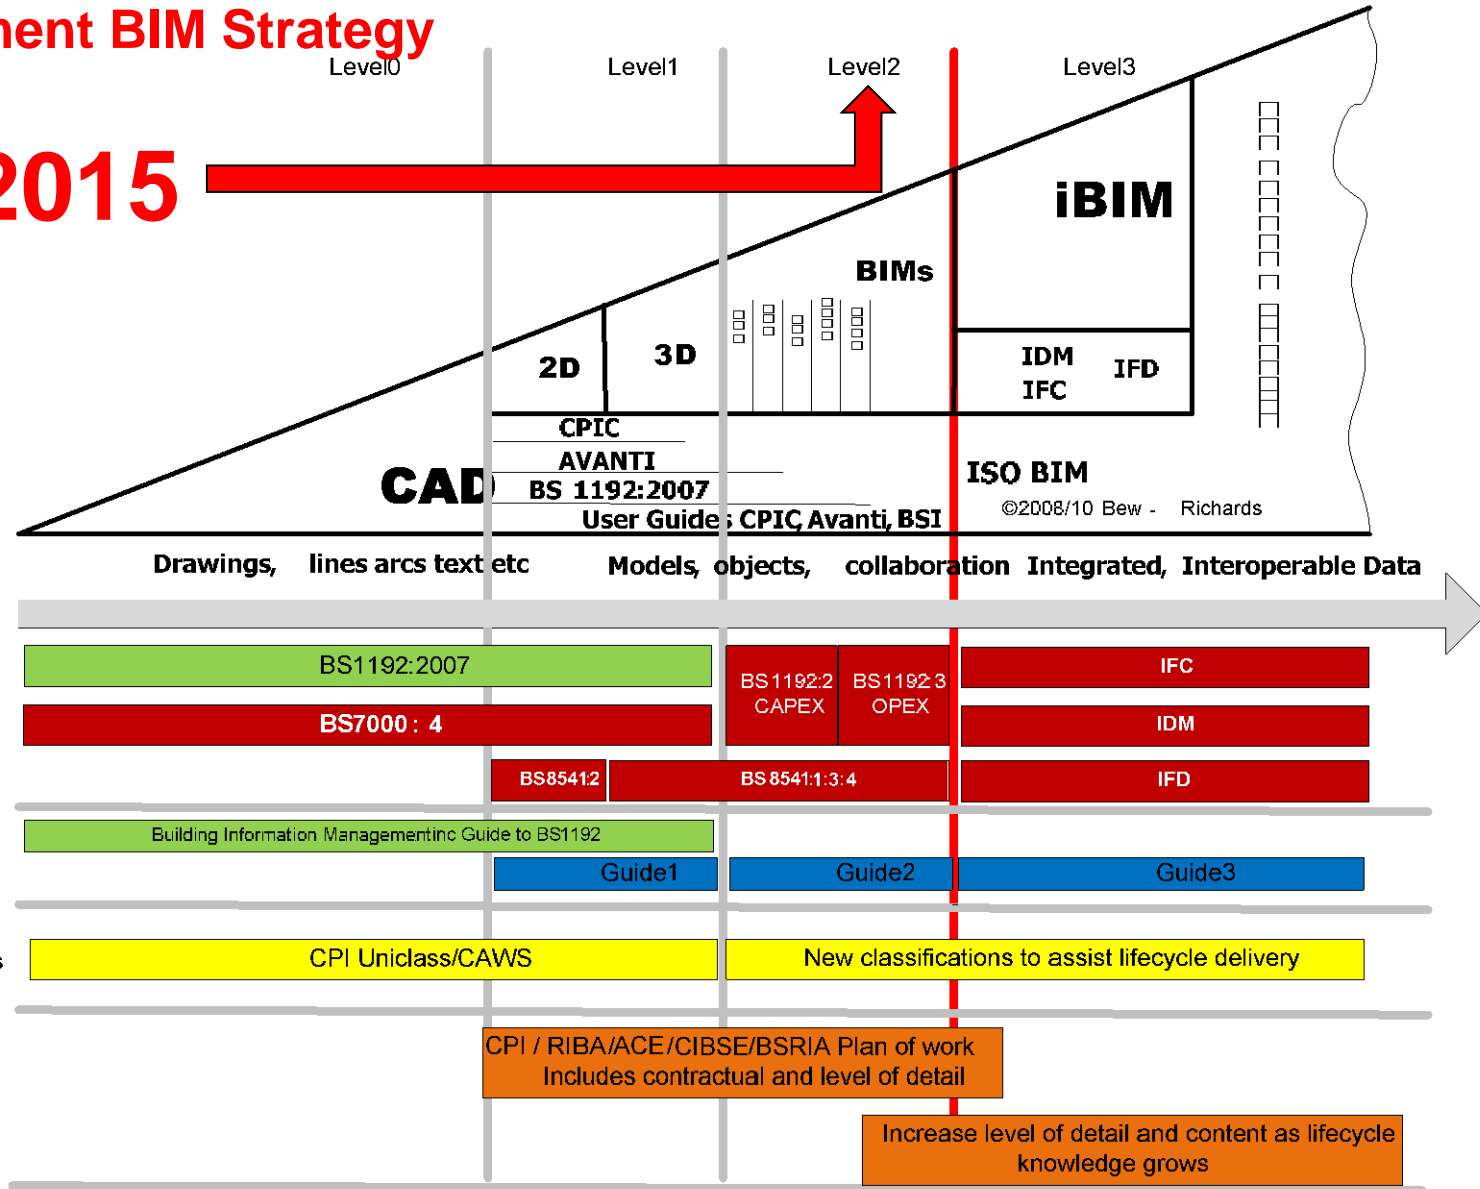 ment BIM Strategy
Level0 Level1 Level2 Level3
2015
iBIM
BIMs
2D 3D
IDM IFD
IFC
CPIC
AVANTI
CAD BS 1192:2007
User Guides CPIC, Avanti, BSI
ISO BIM
©2008/10 Bew - Richards
Drawings, lines arcs text etc Models, objects, collaboration Integrated, Interoperable Data
BS1192:2007
BS1192:2
CAPEX
BS1192:3
OPEX
IFC
BS7000 : 4
IDM
BS8541:2
BS8541:1:3:4
IFD
Building Information Managementinc Guide to BS1192
Guide1 Guide2 Guide3
s
CPI Uniclass/CAWS
New classifications to assist lifecycle delivery
CPI / RIBA/ACE/CIBSE/BSRIA Plan of work
Includes contractual and level of detail
Increase level of detail and content as lifecycle
knowledge grows